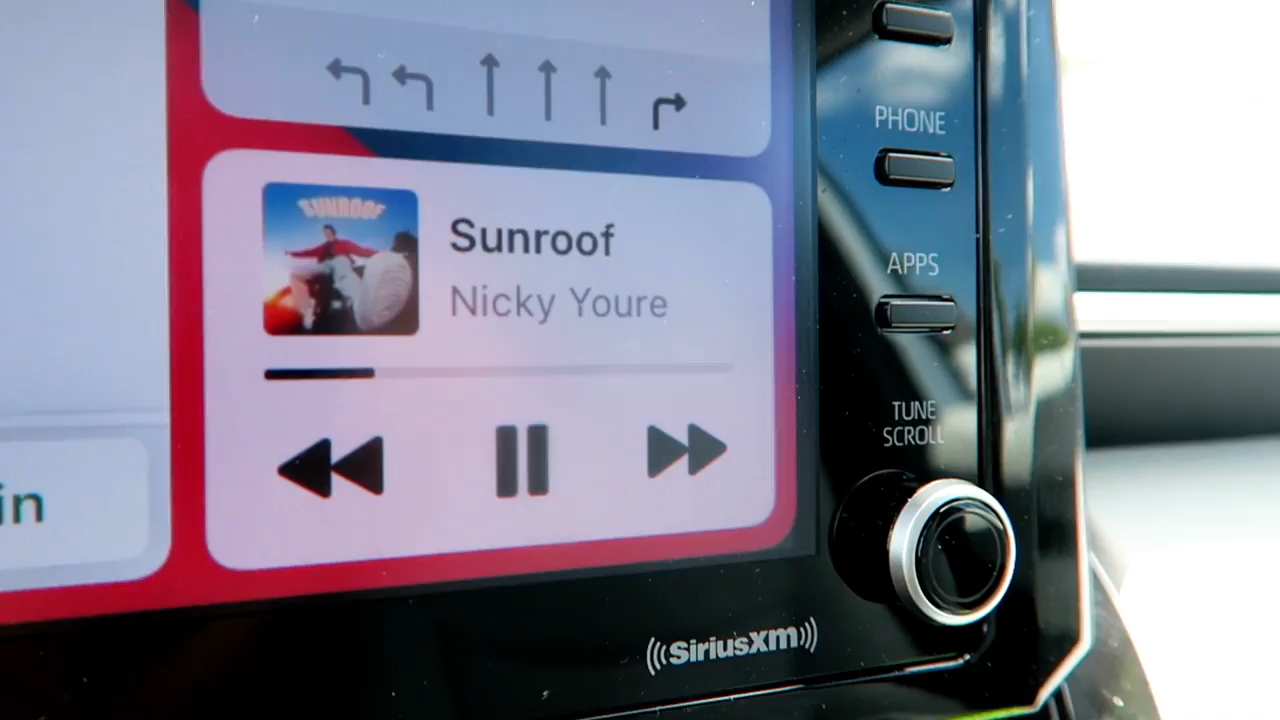 PHONE
SUNROOF
Sunroof
Nicky Youre
APPS
TUNE
SCROLL
in
SiriusXM